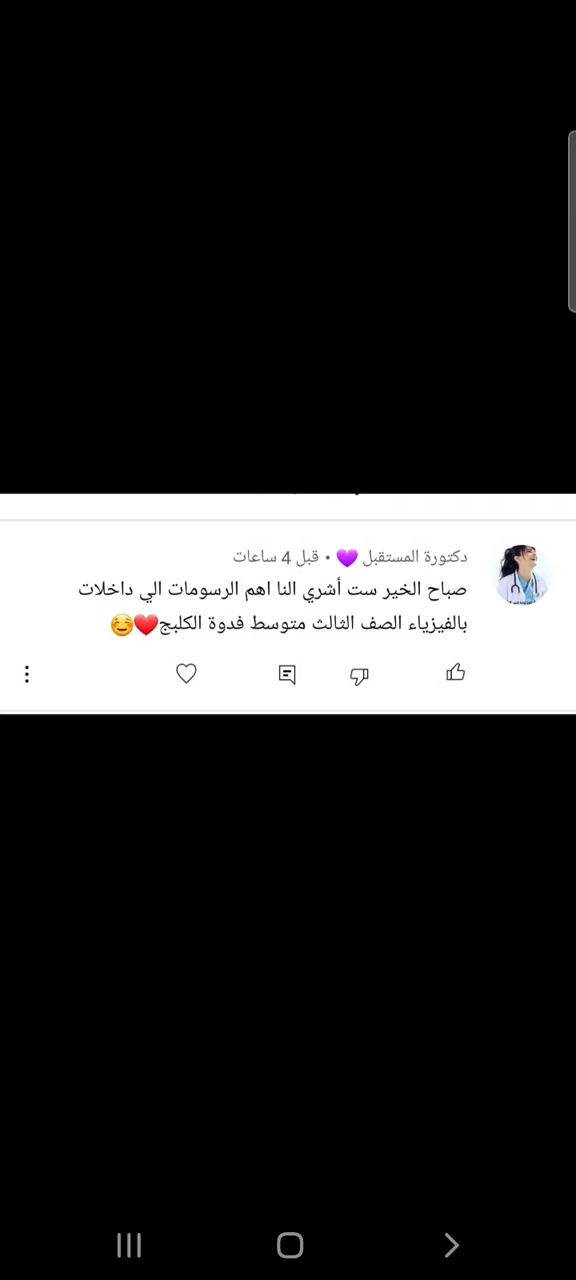 دكتورة المستقبل 💜 • قبل 4 ساعات
صباح الخير ست أشري النا اهم الرسومات الي داخلات
بالفيزياء الصف الثالث متوسط فدوة الكلبج❤️☺️